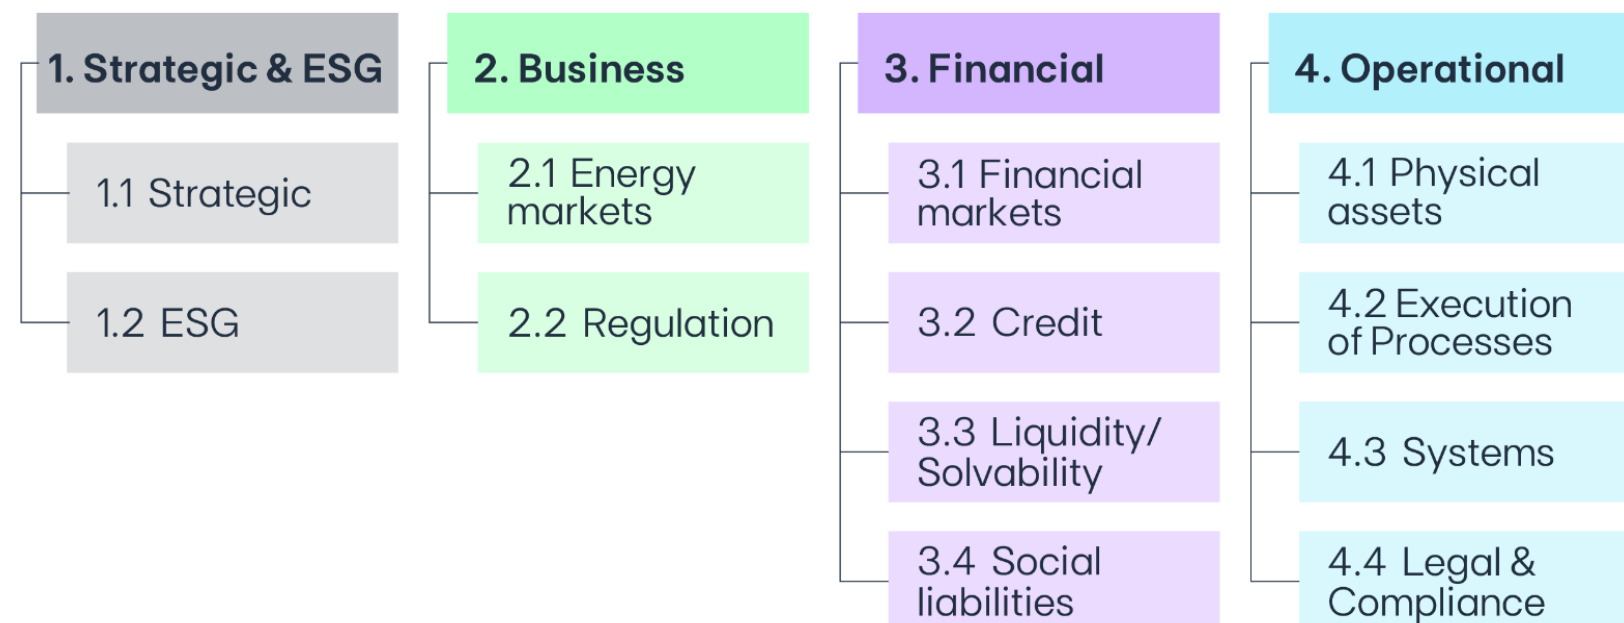 1. Strategic & ESG
1.1 Strategic
1.2 ESG
2. Business
2.1 Energy
markets
2.2 Regulation
3. Financial
3.1 Financial
markets
3.2 Credit
3.3 Liquidity/
Solvability
3.4 Social
liabilities
4. Operational
4.1 Physical
assets
4.2 Execution
of Processes
4.3 Systems
4.4 Legal &
Compliance